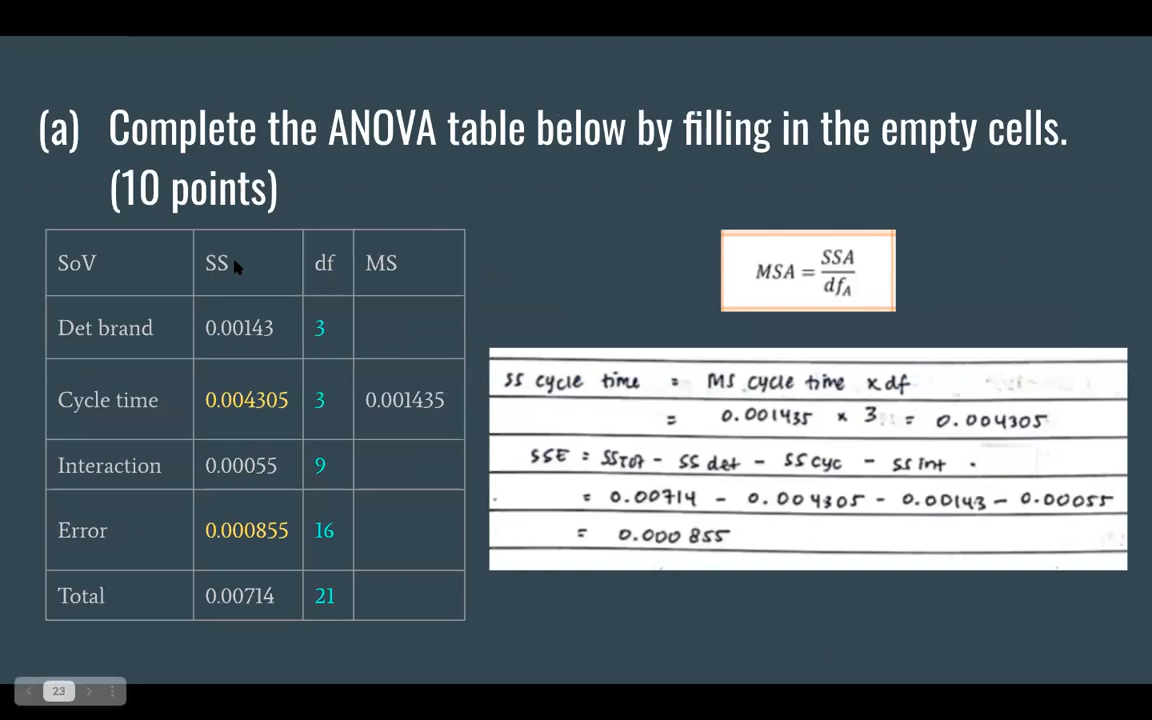 (a) Complete the ANOVA table below by filling in the empty cells.
(10 points)
SoV SS df MS
Det brand 0.00143 3
Cycle time 0.004305 3 0.001435
Interaction 0.00055 9
Error 0.000855 16
Total 0.00714 21
MSA = SSA / df_A
SS cycle time = MS cycle time x df
= 0.001435 x 3 = 0.004305
SSE = SSTOT - SS det - SS cyc - SS int .
= 0.00714 - 0.004305 - 0.00143 - 0.00055
= 0.000855
23